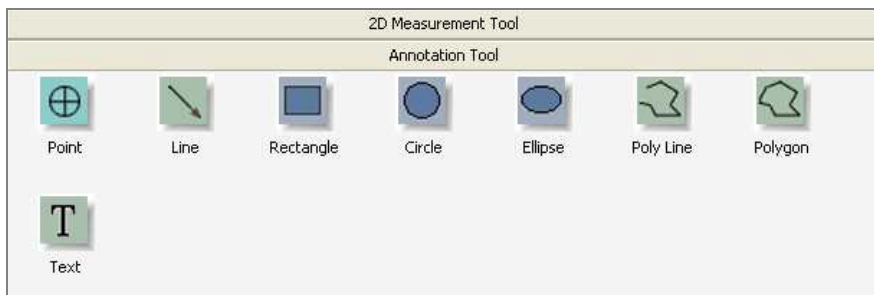 2D Measurement Tool
Annotation Tool
Point Line Rectangle Circle Ellipse Poly Line Polygon
T
Text